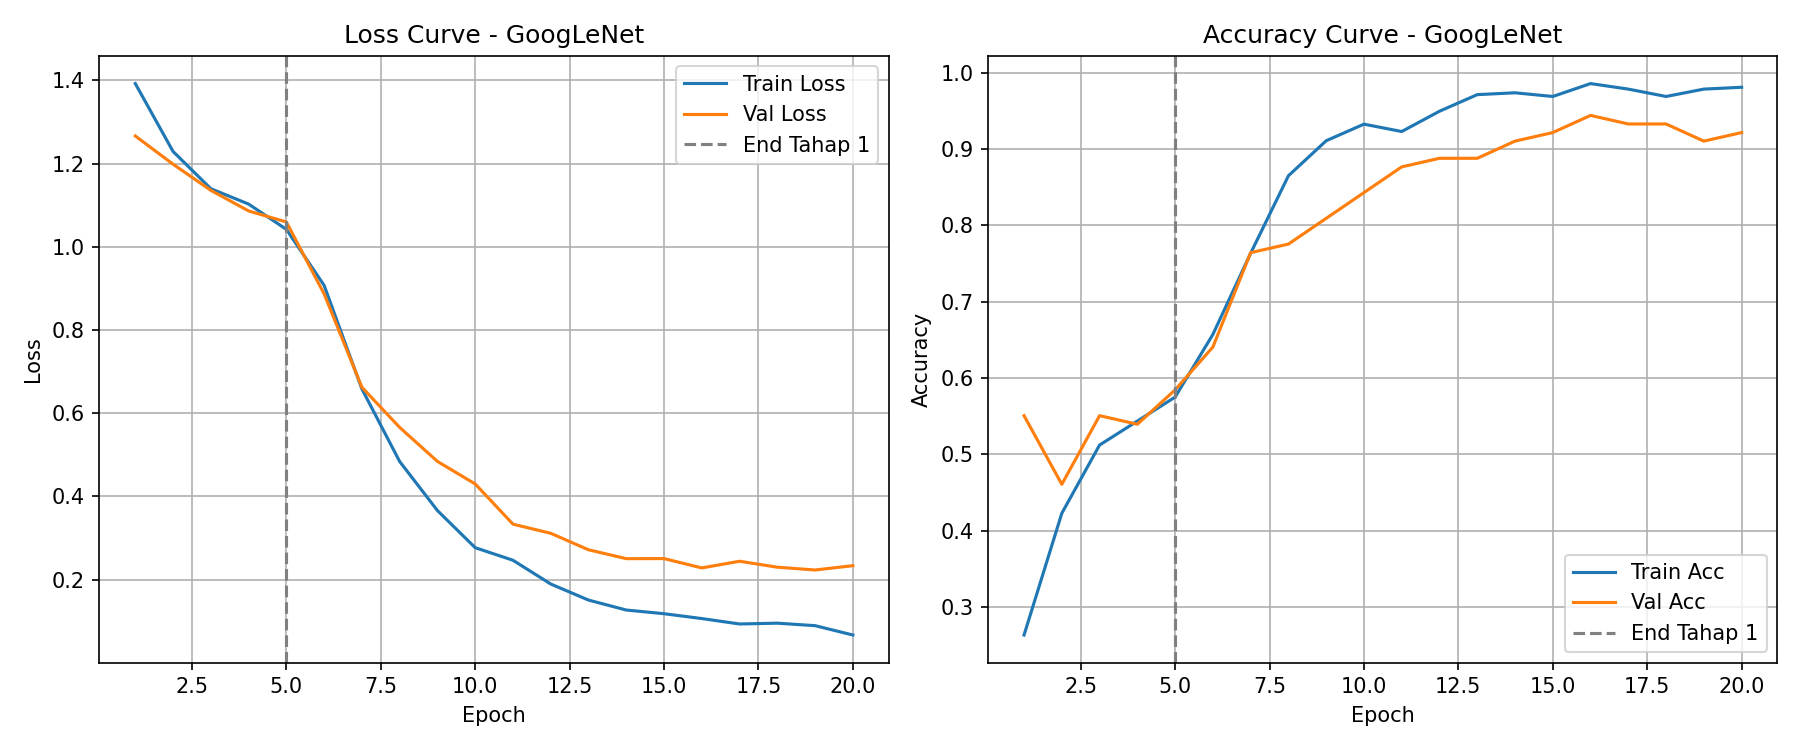 Loss Curve - GoogLeNet
1.4
1.2
1.0
0.8
0.6
0.4
0.2
Loss
Train Loss
Val Loss
End Tahap 1
2.5 5.0 7.5 10.0 12.5 15.0 17.5 20.0
Epoch
Accuracy Curve - GoogLeNet
1.0
0.9
0.8
0.7
0.6
0.5
0.4
0.3
Accuracy
Train Acc
Val Acc
End Tahap 1
2.5 5.0 7.5 10.0 12.5 15.0 17.5 20.0
Epoch